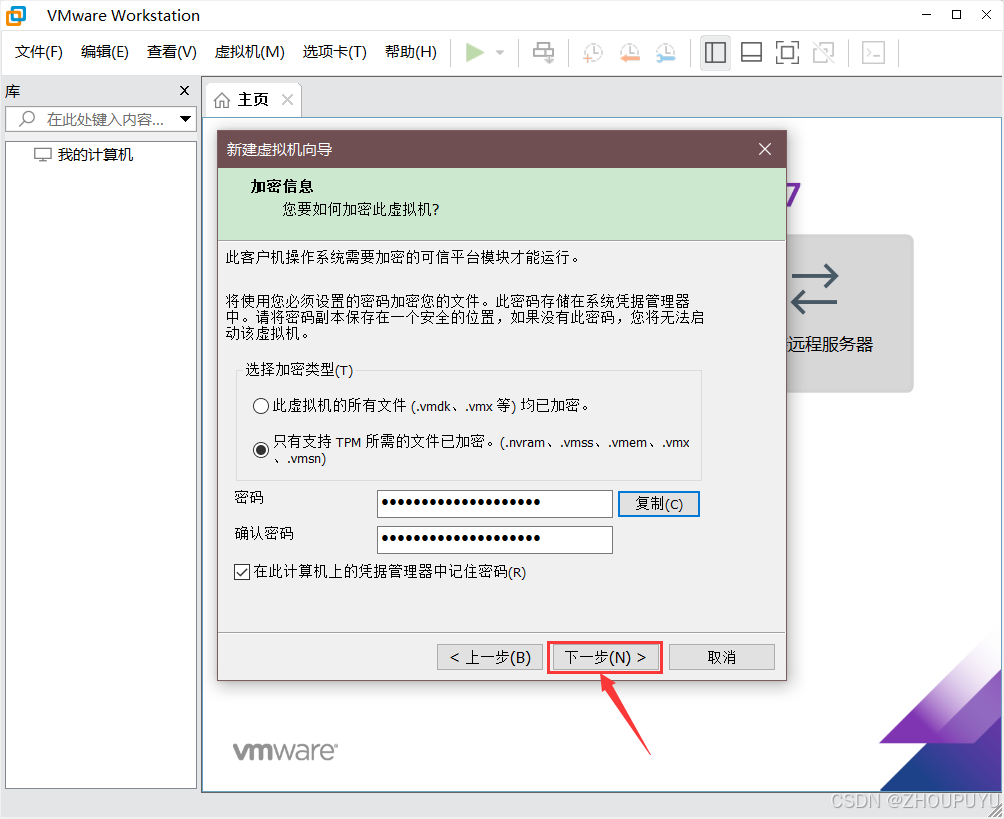 VMware Workstation
文件(F) 编辑(E) 查看(V) 虚拟机(M) 选项卡(T) 帮助(H)
库
主页
在此处键入内容...
我的计算机
新建虚拟机向导
加密信息
您要如何加密此虚拟机?
7
此客户机操作系统需要加密的可信平台模块才能运行。
将使用您必须设置的密码加密您的文件。此密码存储在系统凭据管理器
中。请将密码副本保存在一个安全的位置，如果没有此密码，您将无法启
动该虚拟机。
远程服务器
选择加密类型(T)
此虚拟机的所有文件 (.vmdk、.vmx 等) 均已加密。
只有支持 TPM 所需的文件已加密。(.nvram、.vmss、.vmem、.vmx
、.vmsn)
密码
复制(C)
确认密码
在此计算机上的凭据管理器中记住密码(R)
< 上一步(B) 下一步(N) > 取消
vmware
CSDN @ZHOUPUYU